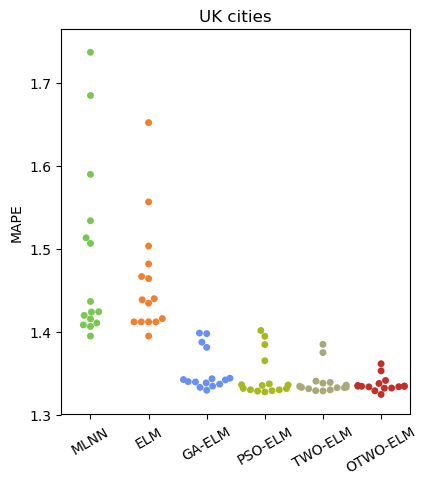 UK cities
MAPE
1.7
1.6
1.5
1.4
1.3
MLNN
ELM
GA-ELM
PSO-ELM
TWO-ELM
OTWO-ELM